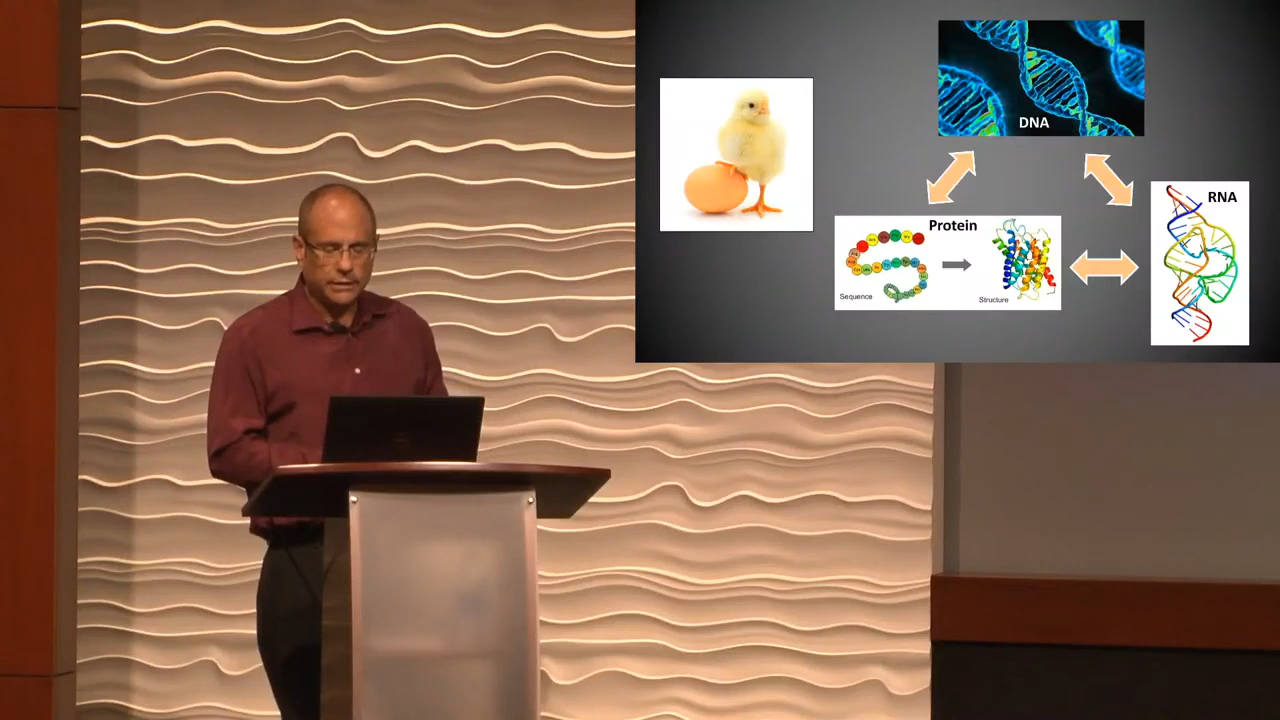 DNA
RNA
Protein
Sequence
Structure